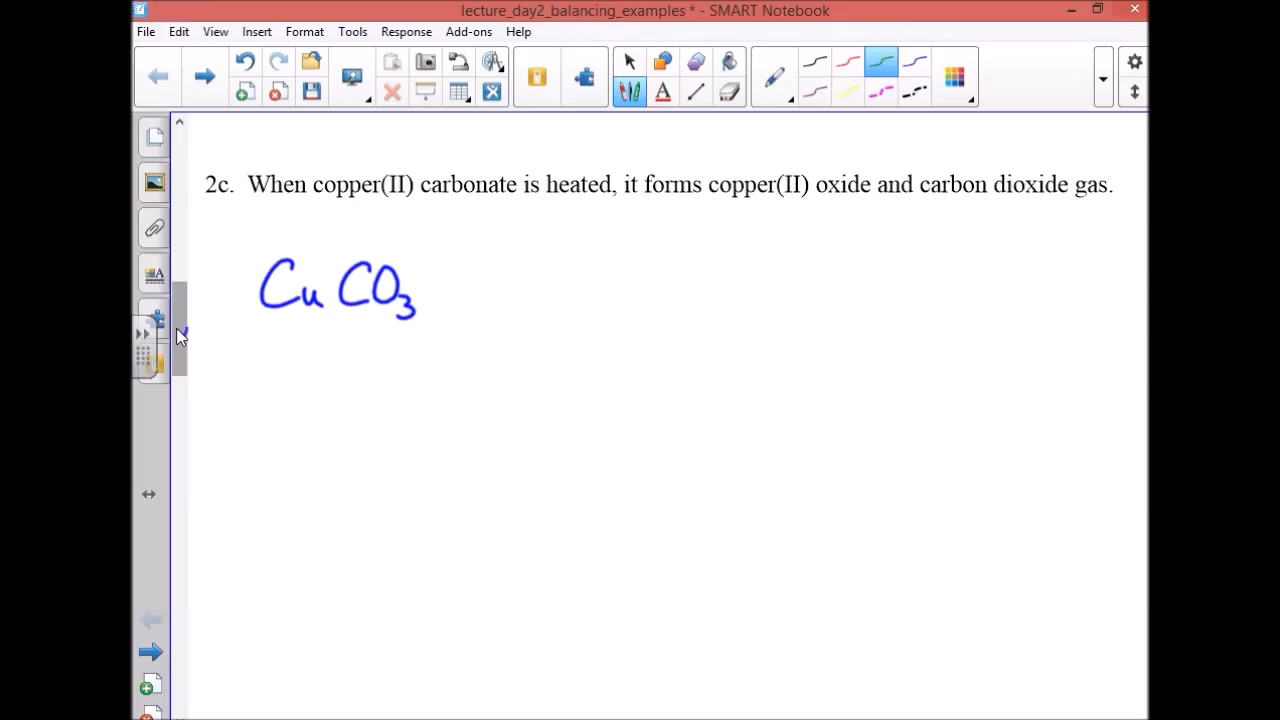 lecture_day2_balancing_examples * - SMART Notebook
File Edit View Insert Format Tools Response Add-ons Help
2c. When copper(II) carbonate is heated, it forms copper(II) oxide and carbon dioxide gas.
CuCO₃